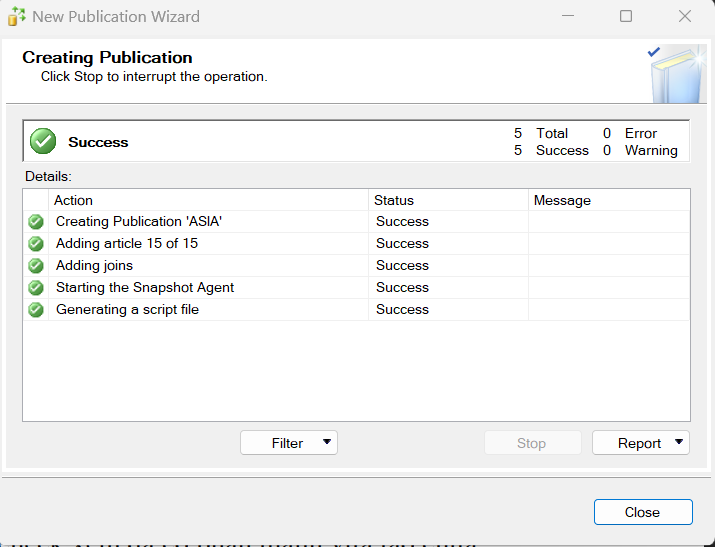 New Publication Wizard
Creating Publication
Click Stop to interrupt the operation.
Success
5 Total 0 Error
5 Success 0 Warning
Details:
Action Status Message
Creating Publication 'ASIA' Success
Adding article 15 of 15 Success
Adding joins Success
Starting the Snapshot Agent Success
Generating a script file Success
Filter Stop Report
Close